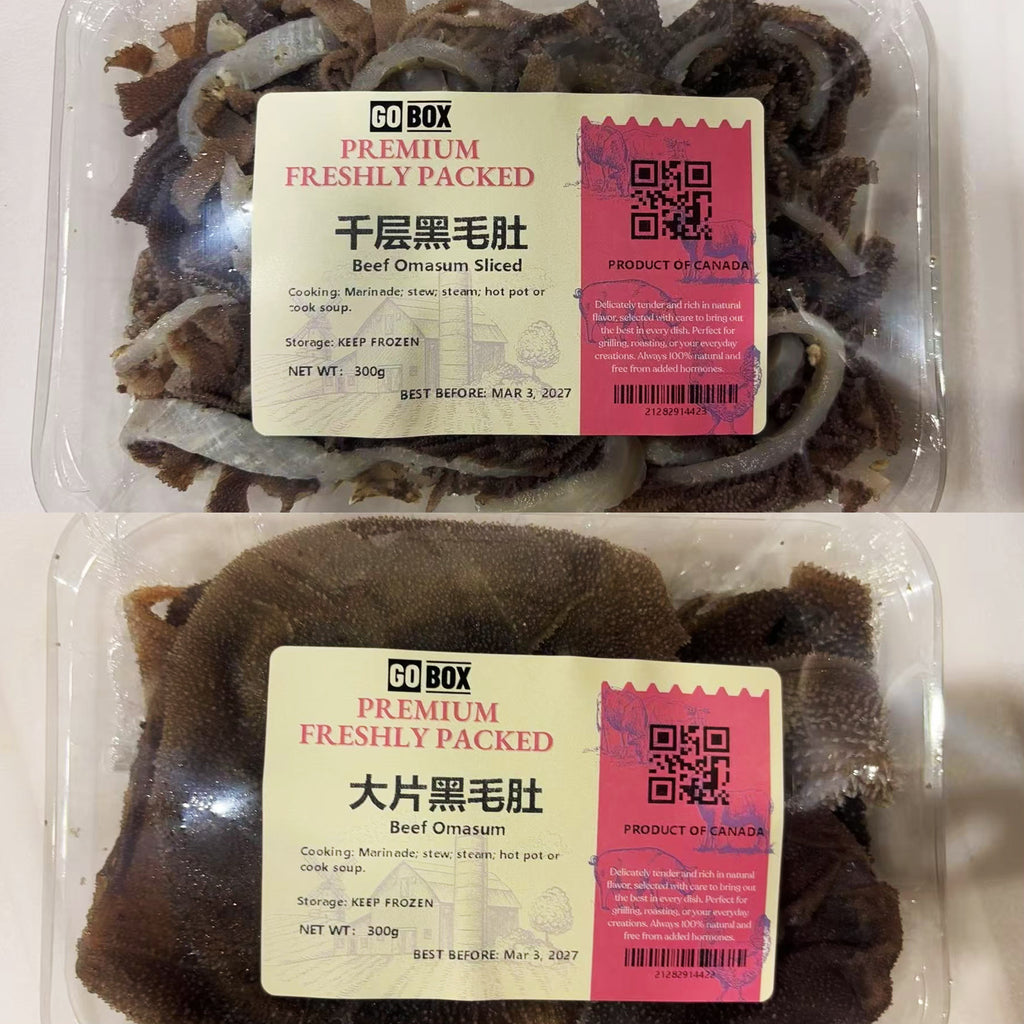 GO BOX
PREMIUM
FRESHLY PACKED
千层黑毛肚
Beef Omasum Sliced
Cooking: Marinade; stew; steam; hot pot or
cook soup.
Storage: KEEP FROZEN
NET WT: 300g
BEST BEFORE: MAR 3, 2027
PRODUCT OF CANADA
Delicately tender and rich in natural
flavor, selected with care to bring out
the best in every dish. Perfect for
grilling, roasting, or your everyday
creations. Always 100% natural and
free from added hormones.
21282914423
GO BOX
PREMIUM
FRESHLY PACKED
大片黑毛肚
Beef Omasum
Cooking: Marinade; stew; steam; hot pot or
cook soup.
Storage: KEEP FROZEN
NET WT: 300g
BEST BEFORE: Mar 3, 2027
PRODUCT OF CANADA
Delicately tender and rich in natural
flavor, selected with care to bring out
the best in every dish. Perfect for
grilling, roasting, or your everyday
creations. Always 100% natural and
free from added hormones.
21282914422